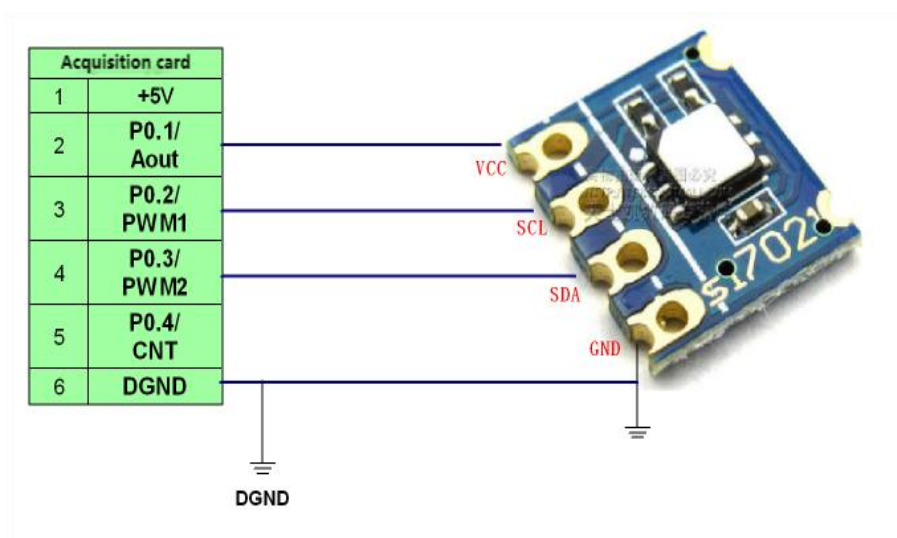 Acquisition card
1 +5V
2 P0.1/
Aout
3 P0.2/
PWM1
4 P0.3/
PWM2
5 P0.4/
CNT
6 DGND
VCC
SCL
SDA
GND
SI7021
DGND